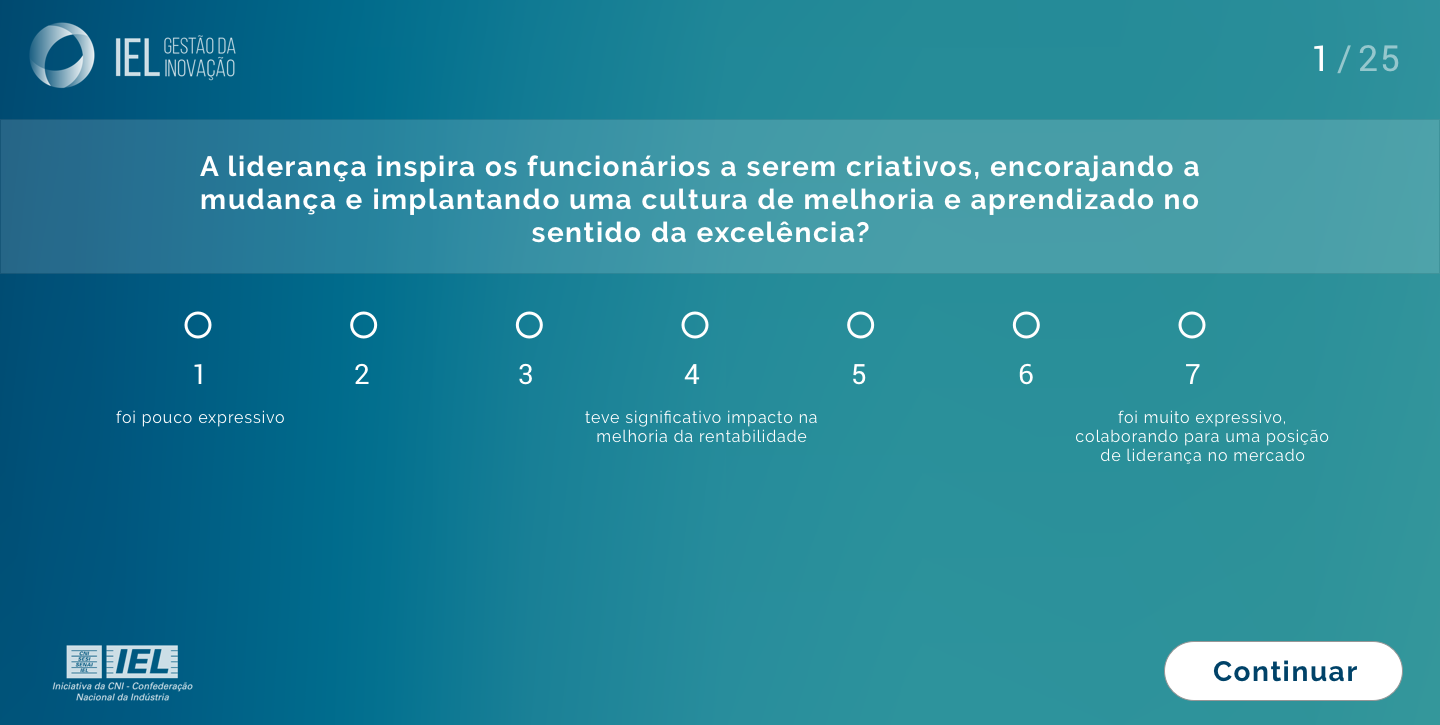 IEL GESTÃO DA
INOVAÇÃO
1 / 25
A liderança inspira os funcionários a serem criativos, encorajando a
mudança e implantando uma cultura de melhoria e aprendizado no
sentido da excelência?
1 2 3 4 5 6 7
foi pouco expressivo
teve significativo impacto na
melhoria da rentabilidade
foi muito expressivo,
colaborando para uma posição
de liderança no mercado
CNI
SESI
SENAI
IEL
IEL
Iniciativa da CNI - Confederação
Nacional da Indústria
Continuar